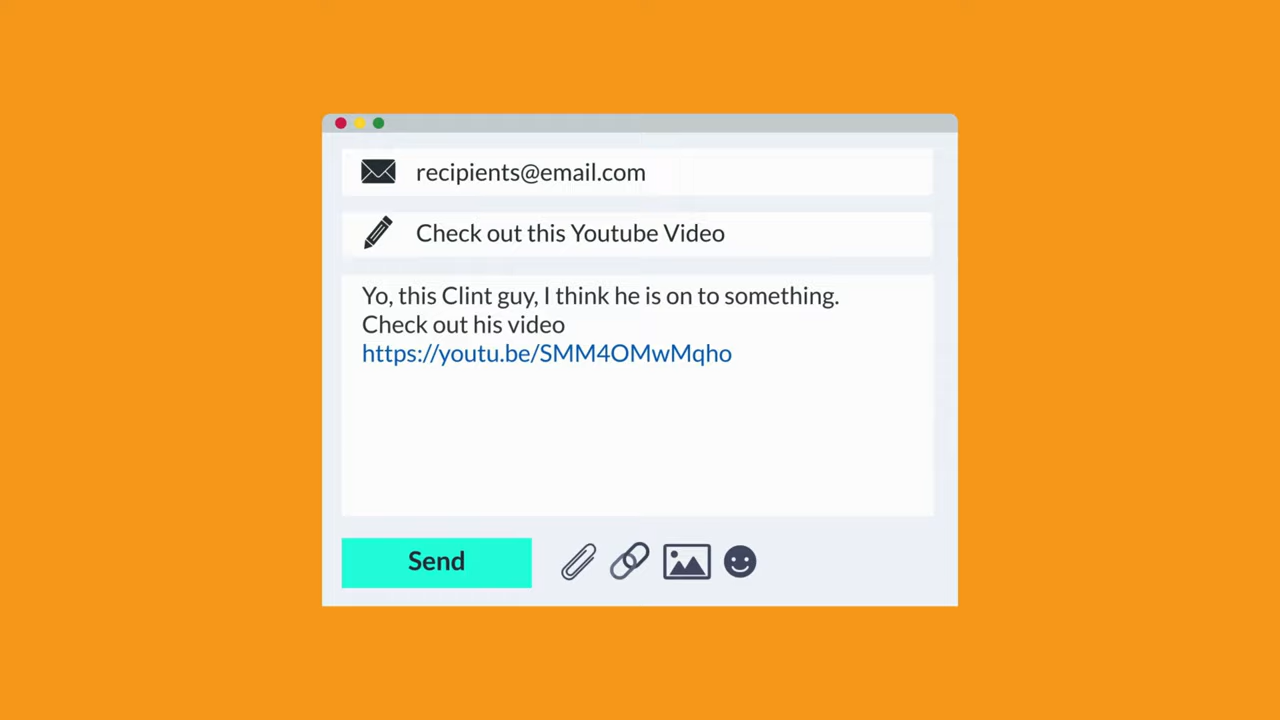 recipients@email.com
Check out this Youtube Video
Yo, this Clint guy, I think he is on to something.
Check out his video
https://youtu.be/SMM4OMwMqho
Send